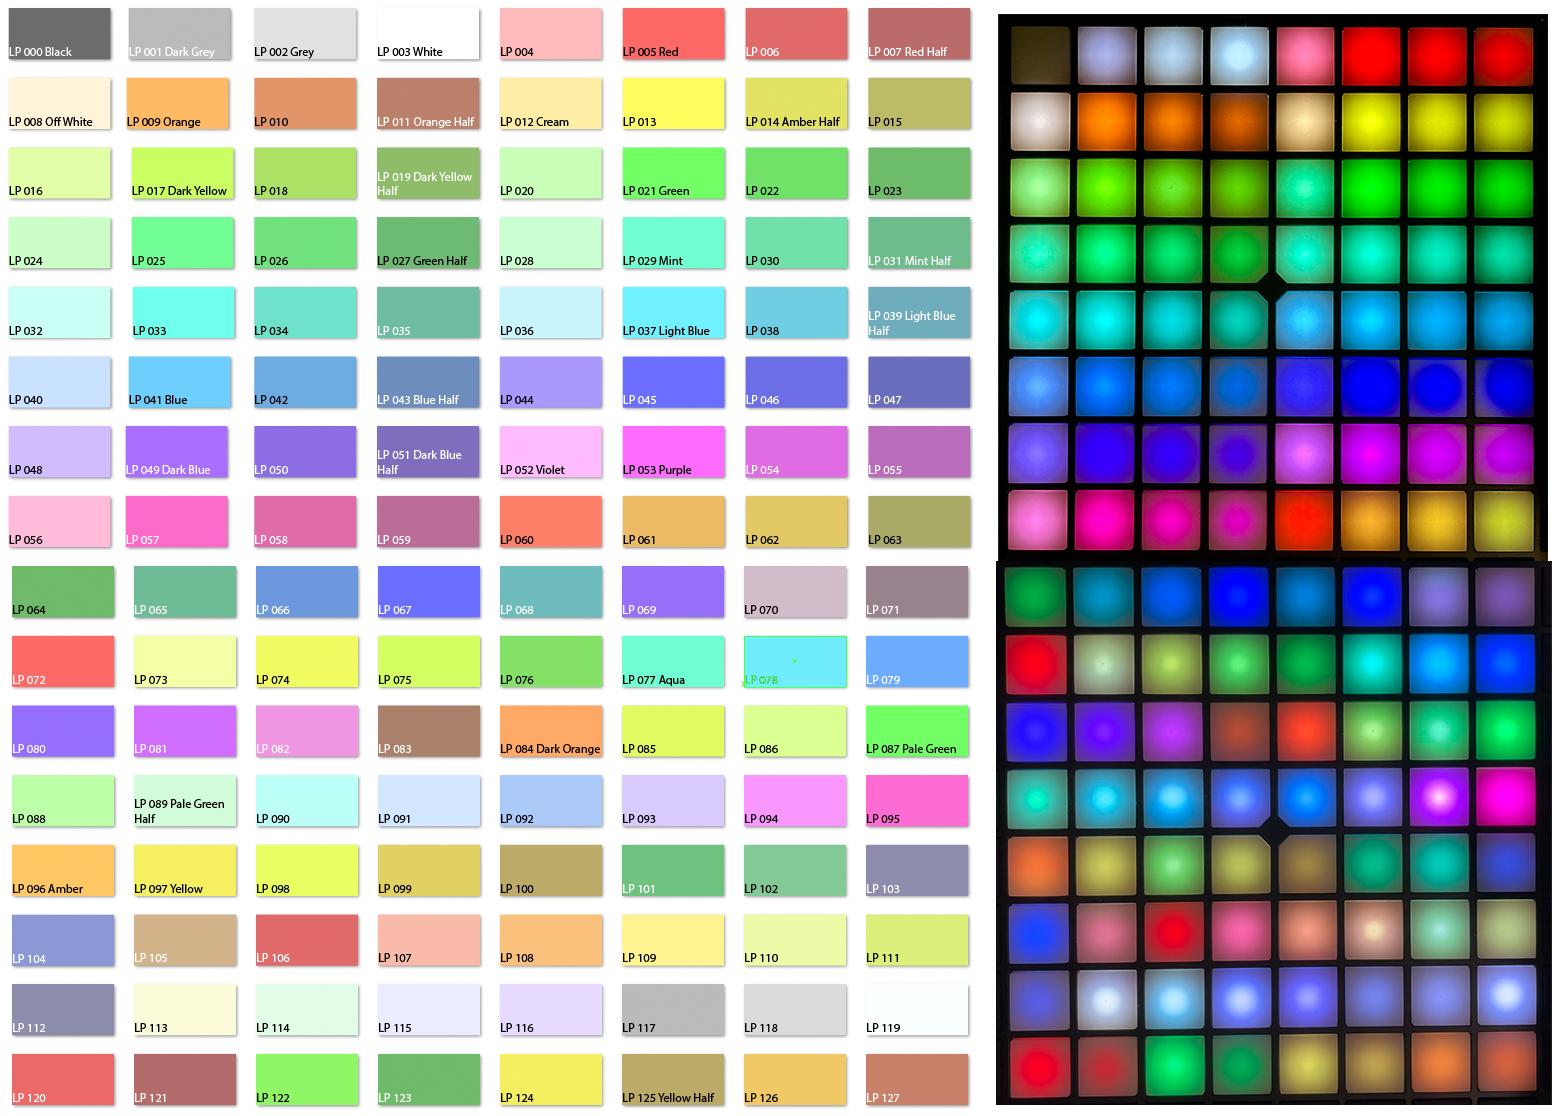 LP 000 Black
LP 001 Dark Grey
LP 002 Grey
LP 003 White
LP 004
LP 005 Red
LP 006
LP 007 Red Half
LP 008 Off White
LP 009 Orange
LP 010
LP 011 Orange Half
LP 012 Cream
LP 013
LP 014 Amber Half
LP 015
LP 016
LP 017 Dark Yellow
LP 018
LP 019 Dark Yellow
Half
LP 020
LP 021 Green
LP 022
LP 023
LP 024
LP 025
LP 026
LP 027 Green Half
LP 028
LP 029 Mint
LP 030
LP 031 Mint Half
LP 032
LP 033
LP 034
LP 035
LP 036
LP 037 Light Blue
LP 038
LP 039 Light Blue
Half
LP 040
LP 041 Blue
LP 042
LP 043 Blue Half
LP 044
LP 045
LP 046
LP 047
LP 048
LP 049 Dark Blue
LP 050
LP 051 Dark Blue
Half
LP 052 Violet
LP 053 Purple
LP 054
LP 055
LP 056
LP 057
LP 058
LP 059
LP 060
LP 061
LP 062
LP 063
LP 064
LP 065
LP 066
LP 067
LP 068
LP 069
LP 070
LP 071
LP 072
LP 073
LP 074
LP 075
LP 076
LP 077 Aqua
LP 078
LP 079
LP 080
LP 081
LP 082
LP 083
LP 084 Dark Orange
LP 085
LP 086
LP 087 Pale Green
LP 088
LP 089 Pale Green
Half
LP 090
LP 091
LP 092
LP 093
LP 094
LP 095
LP 096 Amber
LP 097 Yellow
LP 098
LP 099
LP 100
LP 101
LP 102
LP 103
LP 104
LP 105
LP 106
LP 107
LP 108
LP 109
LP 110
LP 111
LP 112
LP 113
LP 114
LP 115
LP 116
LP 117
LP 118
LP 119
LP 120
LP 121
LP 122
LP 123
LP 124
LP 125 Yellow Half
LP 126
LP 127